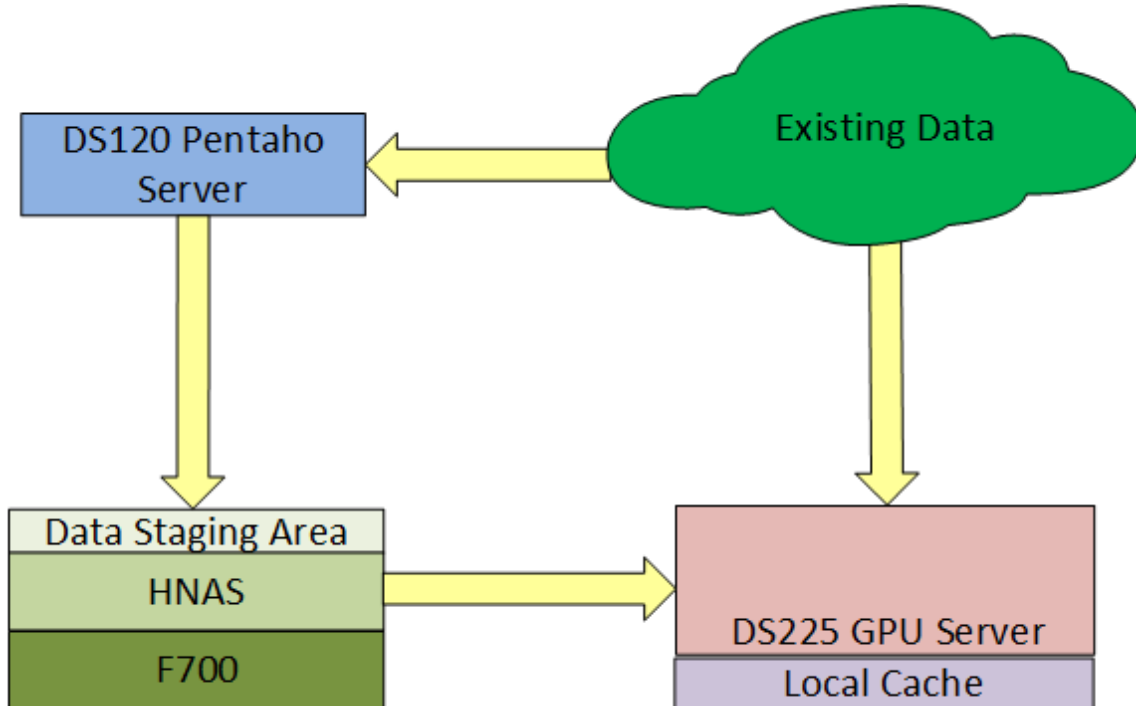 DS120 Pentaho
Server
Existing Data
Data Staging Area
HNAS
F700
DS225 GPU Server
Local Cache